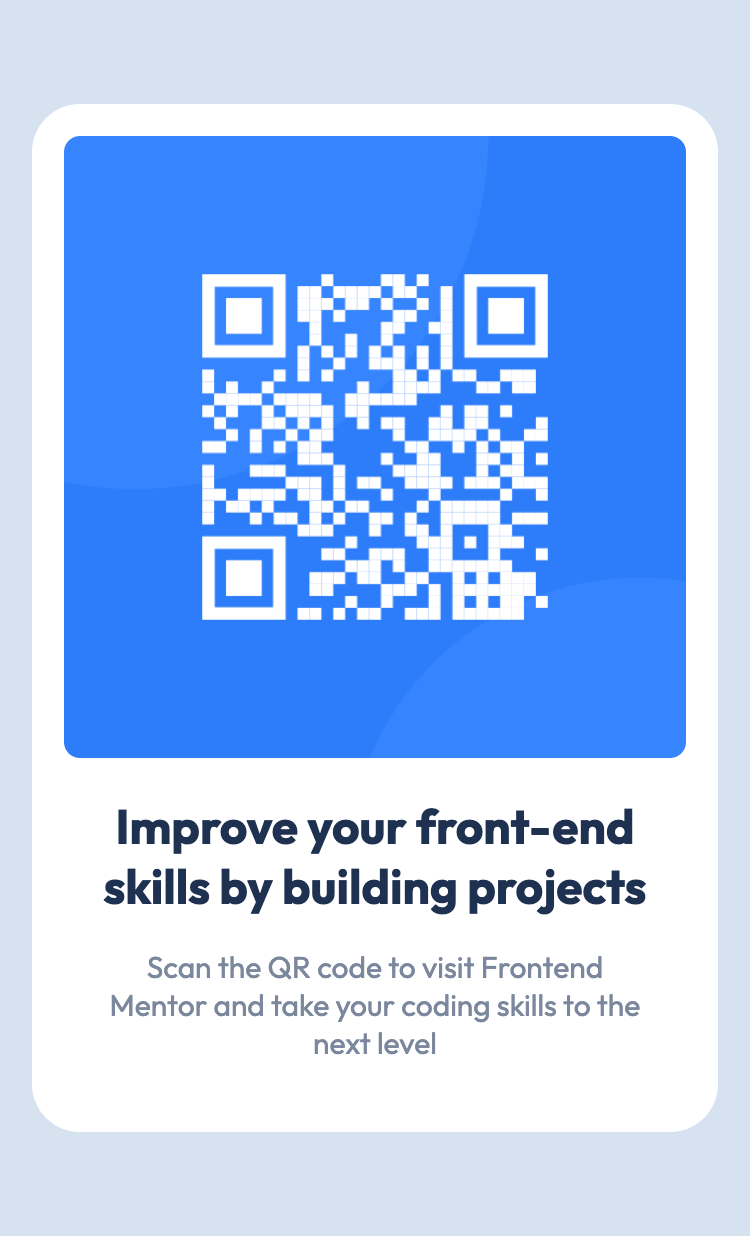 Improve your front-end
skills by building projects
Scan the QR code to visit Frontend
Mentor and take your coding skills to the
next level